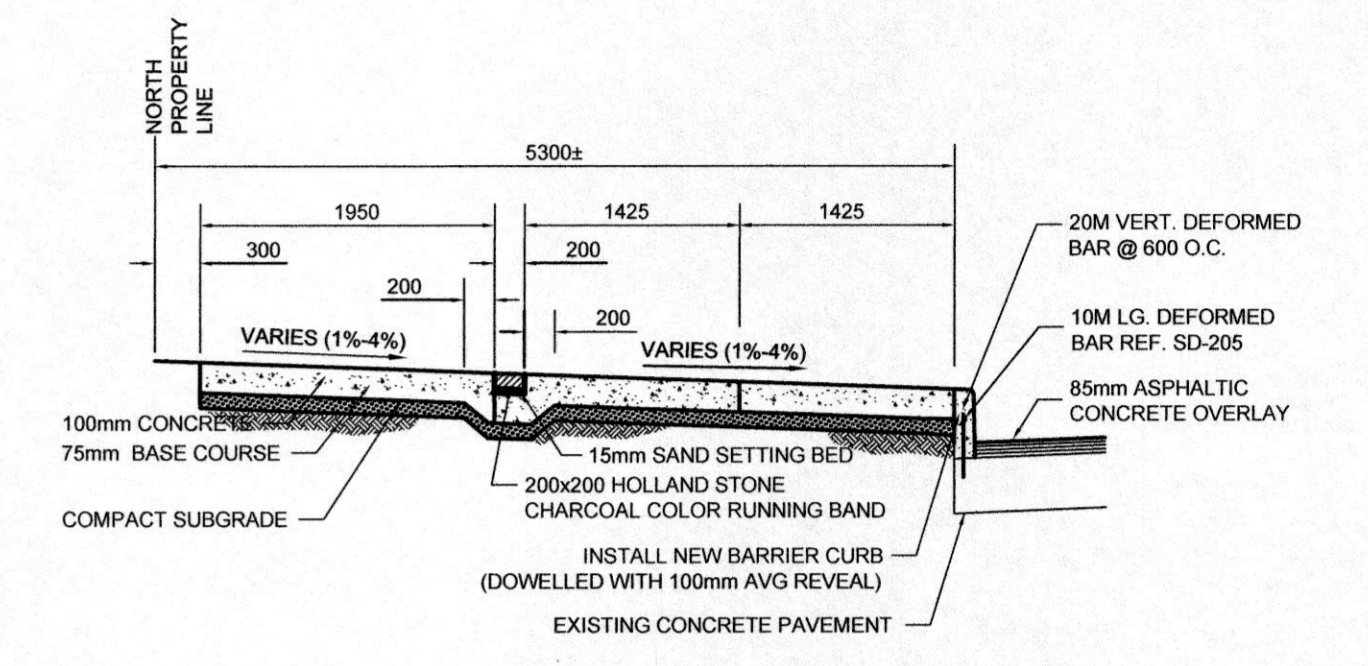 NORTH
PROPERTY
LINE
5300±
1950
1425
1425
300
200
200
200
VARIES (1%-4%)
VARIES (1%-4%)
20M VERT. DEFORMED
BAR @ 600 O.C.
10M LG. DEFORMED
BAR REF. SD-205
85mm ASPHALTIC
CONCRETE OVERLAY
100mm CONCRETE
75mm BASE COURSE
COMPACT SUBGRADE
15mm SAND SETTING BED
200x200 HOLLAND STONE
CHARCOAL COLOR RUNNING BAND
INSTALL NEW BARRIER CURB
(DOWELLED WITH 100mm AVG REVEAL)
EXISTING CONCRETE PAVEMENT